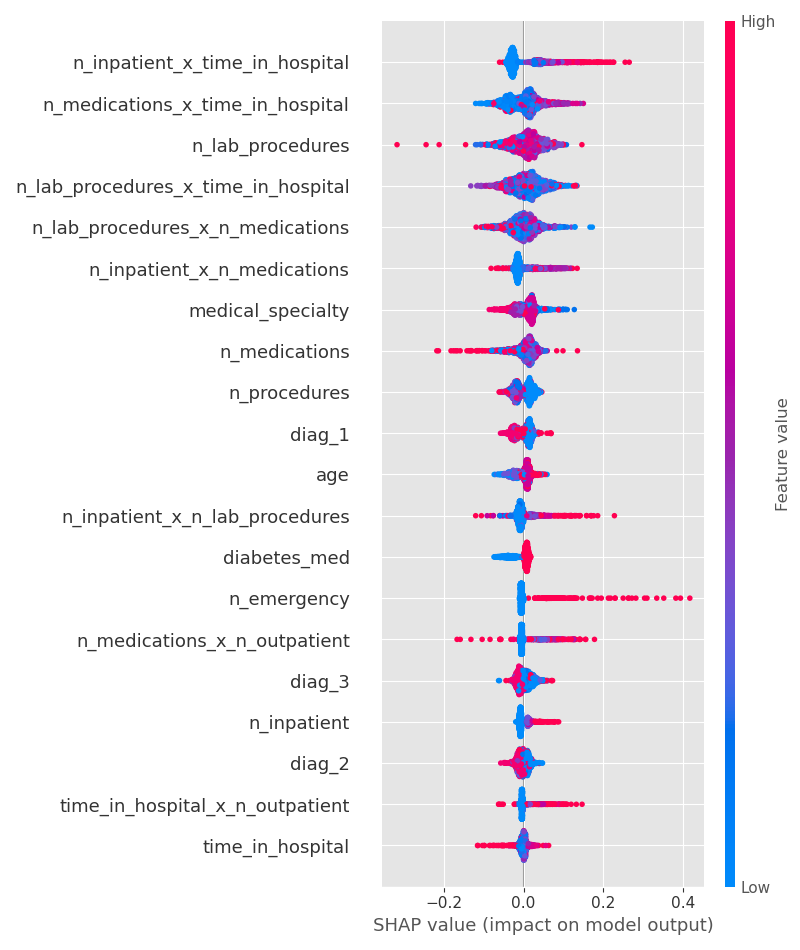 High
n_inpatient_x_time_in_hospital
n_medications_x_time_in_hospital
n_lab_procedures
n_lab_procedures_x_time_in_hospital
n_lab_procedures_x_n_medications
n_inpatient_x_n_medications
medical_specialty
n_medications
n_procedures
diag_1
age
n_inpatient_x_n_lab_procedures
diabetes_med
n_emergency
n_medications_x_n_outpatient
diag_3
n_inpatient
diag_2
time_in_hospital_x_n_outpatient
time_in_hospital
Feature value
Low
−0.2 0.0 0.2 0.4
SHAP value (impact on model output)